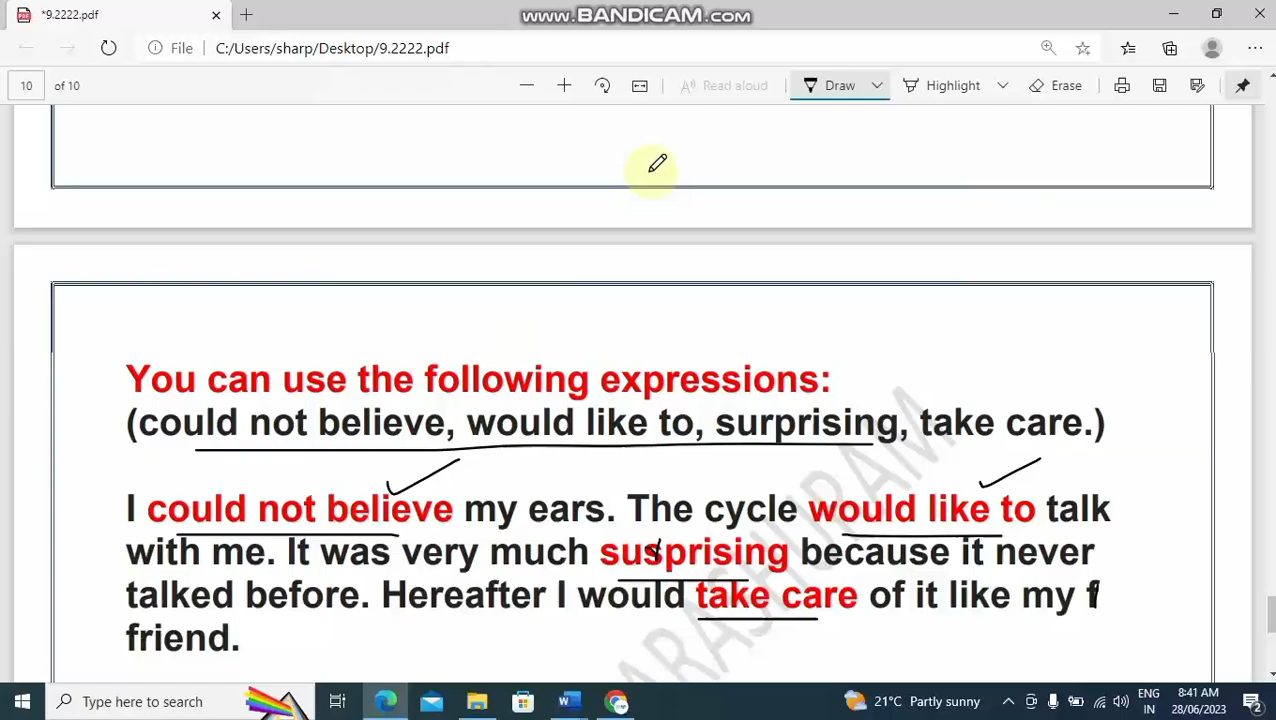 *9.2222.pdf
www.BANDICAM.com
File C:/Users/sharp/Desktop/9.2222.pdf
10 of 10 Read aloud Draw Highlight Erase
You can use the following expressions:
(could not believe, would like to, surprising, take care.)
I could not believe my ears. The cycle would like to talk
with me. It was very much susprising because it never
talked before. Hereafter I would take care of it like my f
friend.
ARASHURAM
Type here to search
21°C Partly sunny
ENG
IN
8:41 AM
28/06/2023
2